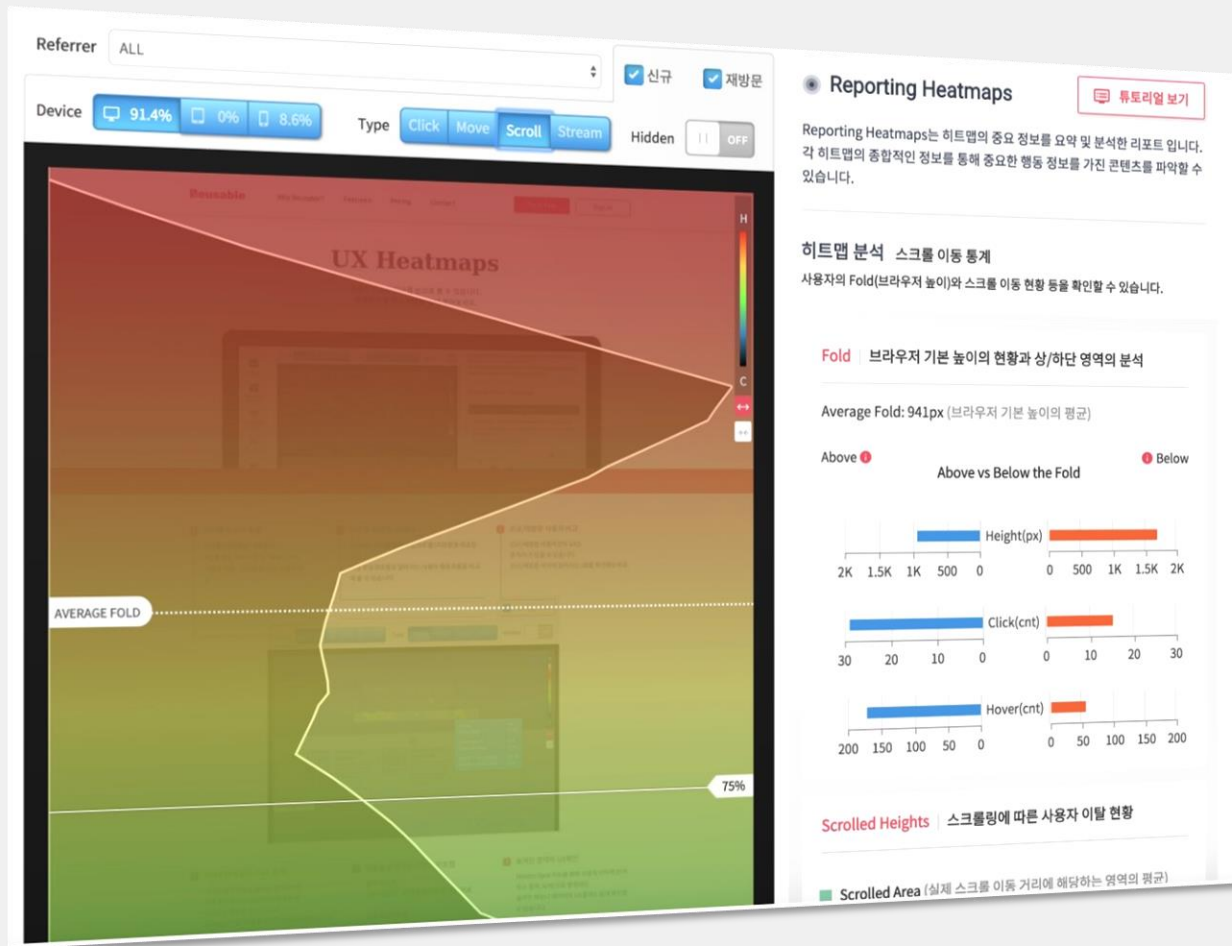 Referrer
ALL
신규
재방문
Device
91.4%
0%
8.6%
Type
Click
Move
Scroll
Stream
Hidden
OFF
Reusable
UX Heatmaps
H
C
AVERAGE FOLD
75%
Reporting Heatmaps
튜토리얼 보기
Reporting Heatmaps는 히트맵의 중요 정보를 요약 및 분석한 리포트 입니다.
각 히트맵의 종합적인 정보를 통해 중요한 행동 정보를 가진 콘텐츠를 파악할 수
있습니다.
히트맵 분석 스크롤 이동 통계
사용자의 Fold(브라우저 높이)와 스크롤 이동 현황 등을 확인할 수 있습니다.
Fold 브라우저 기본 높이의 현황과 상/하단 영역의 분석
Average Fold: 941px (브라우저 기본 높이의 평균)
Above
Below
Above vs Below the Fold
Height(px)
2K 1.5K 1K 500 0
0 500 1K 1.5K 2K
Click(cnt)
30 20 10 0
0 10 20 30
Hover(cnt)
200 150 100 50 0
0 50 100 150 200
Scrolled Heights 스크롤링에 따른 사용자 이탈 현황
Scrolled Area (실제 스크롤 이동 거리에 해당하는 영역의 평균)